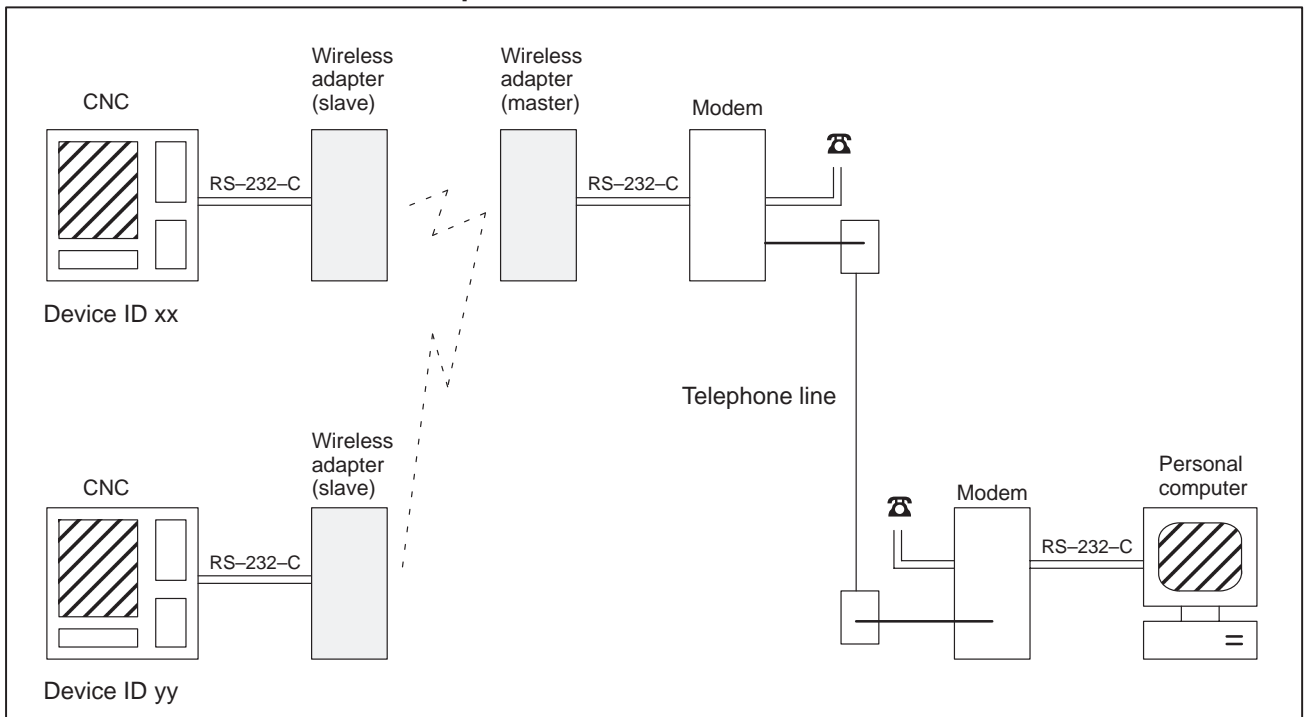 Wireless
adapter
(slave)
Wireless
adapter
(master)
CNC
Modem
RS–232–C
RS–232–C
Device ID xx
Telephone line
Wireless
adapter
(slave)
CNC
Personal
computer
Modem
RS–232–C
RS–232–C
Device ID yy